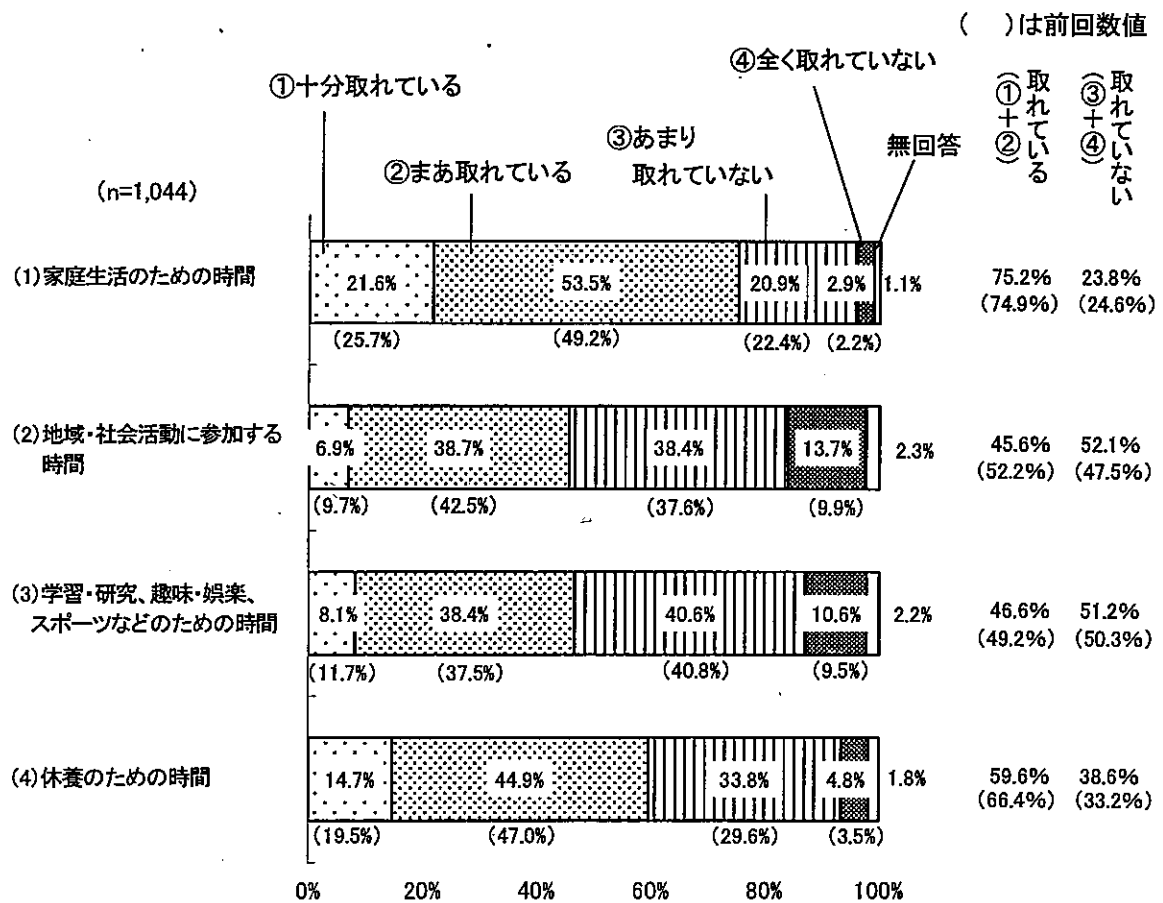 ( )は前回数値
④全く取れていない
①十分取れている
取れている
(①+②)
取れていない
(③+④)
③あまり
取れていない
無回答
②まあ取れている
(n=1,044)
(1)家庭生活のための時間
21.6% 53.5% 20.9% 2.9% 1.1% 75.2% 23.8%
(25.7%) (49.2%) (22.4%) (2.2%) (74.9%) (24.6%)
(2)地域・社会活動に参加する
時間
6.9% 38.7% 38.4% 13.7% 2.3% 45.6% 52.1%
(9.7%) (42.5%) (37.6%) (9.9%) (52.2%) (47.5%)
(3)学習・研究、趣味・娯楽、
スポーツなどのための時間
8.1% 38.4% 40.6% 10.6% 2.2% 46.6% 51.2%
(11.7%) (37.5%) (40.8%) (9.5%) (49.2%) (50.3%)
(4)休養のための時間
14.7% 44.9% 33.8% 4.8% 1.8% 59.6% 38.6%
(19.5%) (47.0%) (29.6%) (3.5%) (66.4%) (33.2%)
0% 20% 40% 60% 80% 100%